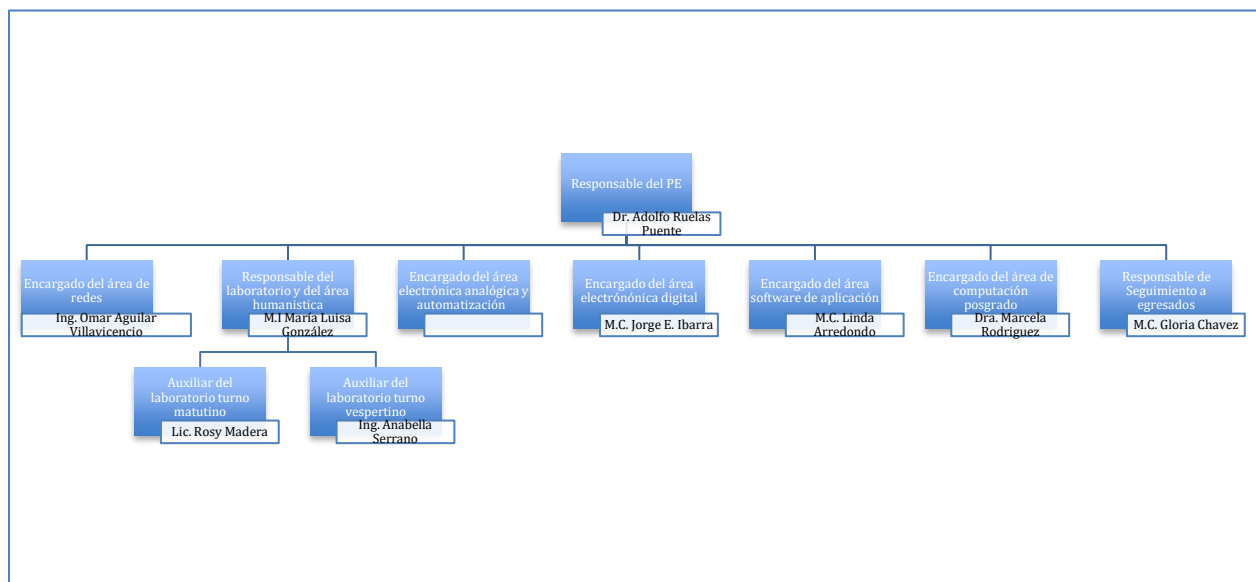 Responsable del PE
Dr. Adolfo Ruelas
Puente
Encargado del área de
redes
Ing. Omar Aguilar
Villavicencio
Responsable del
laboratorio y del área
humanística
M.I María Luisa
González
Encargado del área
electrónica analógica y
automatización
Encargado del área
electrónónica digital
M.C. Jorge E. Ibarra
Encargado del área
software de aplicación
M.C. Linda
Arredondo
Encargado del área de
computación
posgrado
Dra. Marcela
Rodriguez
Responsable de
Seguimiento a
egresados
M.C. Gloria Chavez
Auxiliar del
laboratorio turno
matutino
Lic. Rosy Madera
Auxiliar del
laboratorio turno
vespertino
Ing. Anabella
Serrano